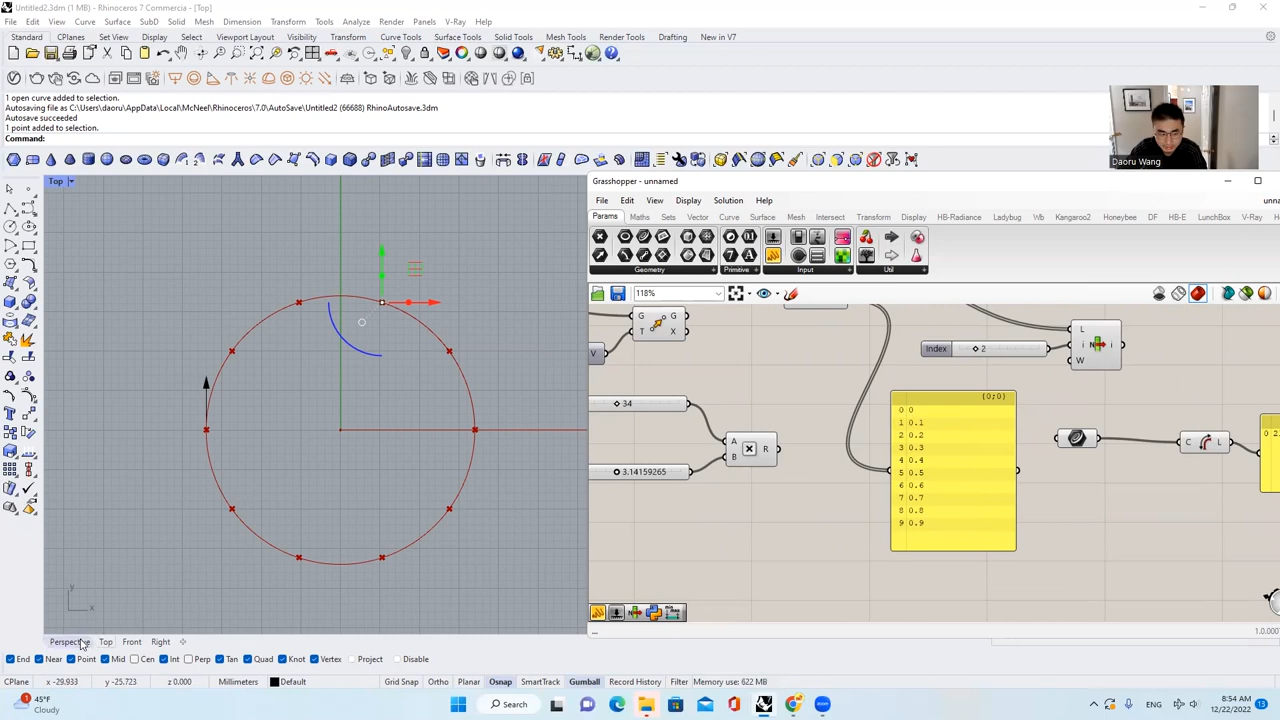 Untitled2.3dm (1 MB) - Rhinoceros 7 Commercia - [Top]
File Edit View Curve Surface SubD Solid Mesh Dimension Transform Tools Analyze Render Panels V-Ray Help
Standard CPlanes Set View Display Select Viewport Layout Visibility Transform Curve Tools Surface Tools Solid Tools Mesh Tools Render Tools Drafting New in V7
1 open curve added to selection.
Autosaving file as C:\Users\daoru\AppData\Local\McNeel\Rhinoceros\7.0\AutoSave\Untitled2 (66688) RhinoAutosave.3dm
Autosave succeeded
1 point added to selection.
Command:
Daoru Wang
Top
Grasshopper - unnamed
File Edit View Display Solution Help
unna
Params Maths Sets Vector Curve Surface Mesh Intersect Transform Display HB-Radiance Ladybug Wb Kangaroo2 Honeybee DF HB-E LunchBox V-Ray
Geometry Primitive Input Util
118%
G G
T X
V
Index 2
L
i i
W
{0;0}
0 0
1 0.1
2 0.2
3 0.3
4 0.4
5 0.5
6 0.6
7 0.7
8 0.8
9 0.9
34
A R
B
3.14159265
C L
0 2.
y
x
1.0.000
Perspective Top Front Right
End Near Point Mid Cen Int Perp Tan Quad Knot Vertex Project Disable
CPlane x -29.933 y -25.723 z 0.000 Millimeters Default Grid Snap Ortho Planar Osnap SmartTrack Gumball Record History Filter Memory use: 622 MB
45°F
Cloudy
Search
8:54 AM
12/22/2022
13